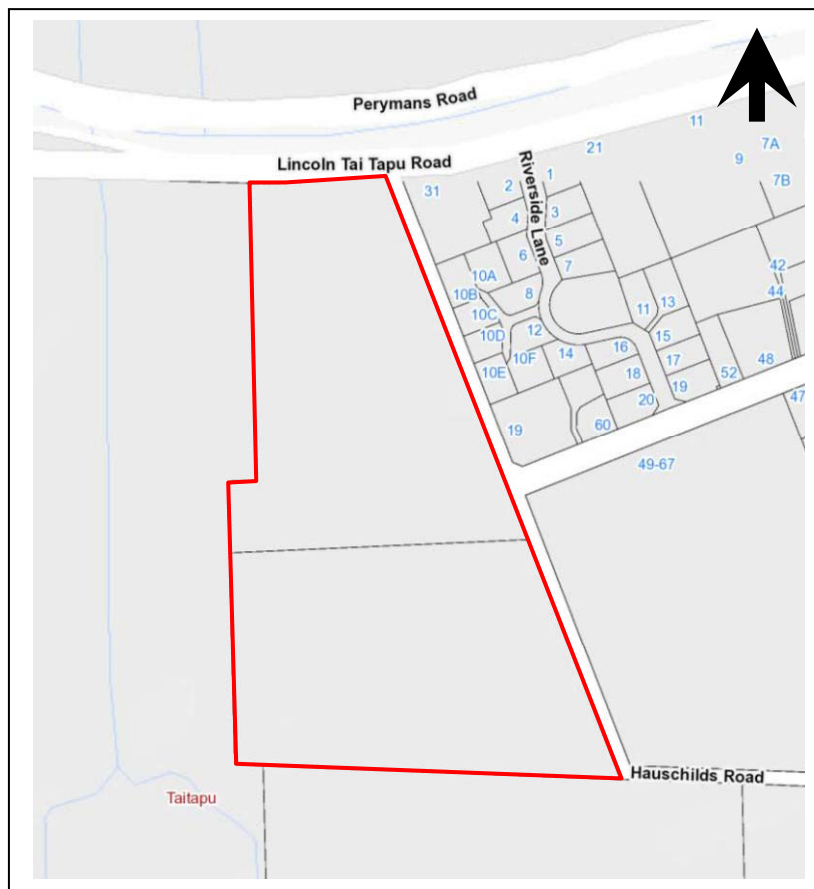 Perymans Road
Lincoln Tai Tapu Road
Riverside Lane
11
7A
21
9
7B
1
31
2
3
4
5
6
7
42
10A
10B
8
44
10C
11
13
10D
12
15
10F
14
16
17
48
10E
18
52
19
20
47
19
60
49-67
Hauschilds Road
Taitapu